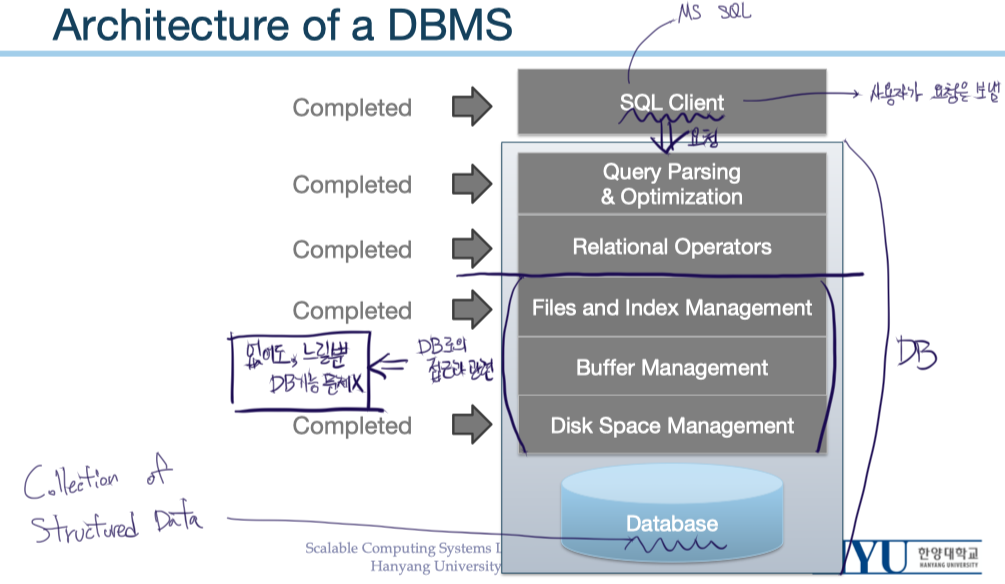 Architecture of a DBMS
MS SQL
Completed
SQL Client
사용자가 요청을 보냄
요청
Completed
Query Parsing
& Optimization
Completed
Relational Operators
Completed
Files and Index Management
없어도, 느릴뿐
DB기능 문제X
DB로의
접근과 관련
Buffer Management
DB
Completed
Disk Space Management
Collection of
Structured Data
Database
Scalable Computing Systems L
Hanyang University
YU 한양대학교
HANYANG UNIVERSITY